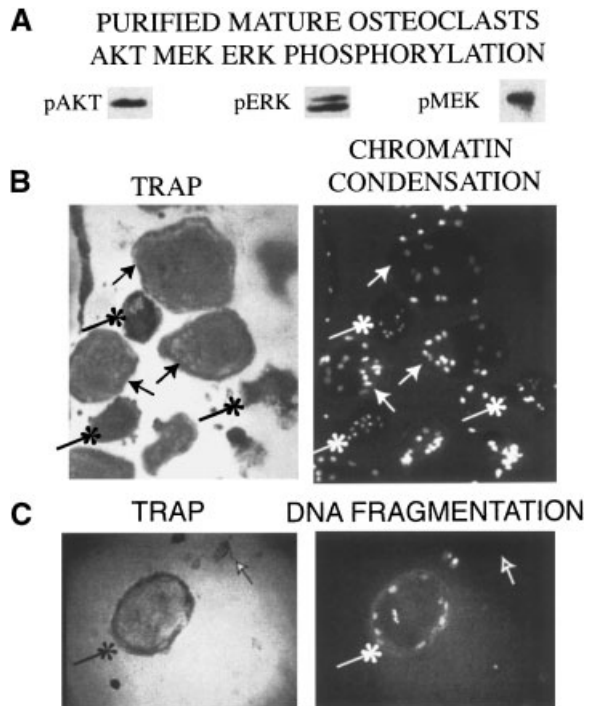 A
PURIFIED MATURE OSTEOCLASTS
AKT MEK ERK PHOSPHORYLATION
pAKT
pERK
pMEK
B
TRAP
CHROMATIN
CONDENSATION
C
TRAP
DNA FRAGMENTATION